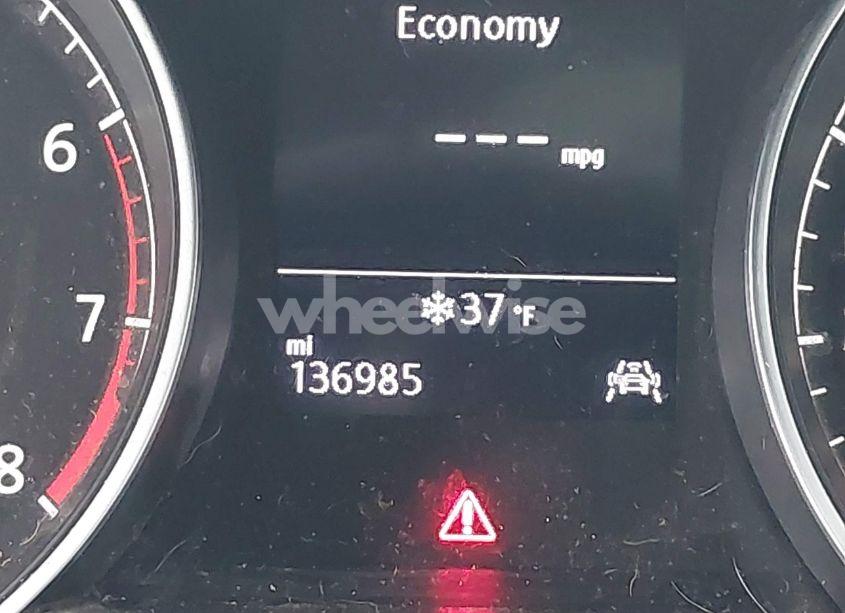 Economy
--- mpg
6
7
8
37 °F
mi
136985
wheelwise